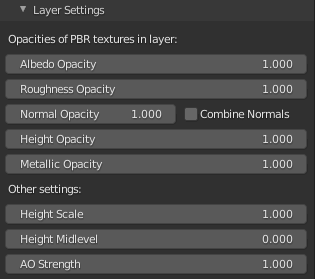 Layer Settings
Opacities of PBR textures in layer:
Albedo Opacity 1.000
Roughness Opacity 1.000
Normal Opacity 1.000 Combine Normals
Height Opacity 1.000
Metallic Opacity 1.000
Other settings:
Height Scale 1.000
Height Midlevel 0.000
AO Strength 1.000